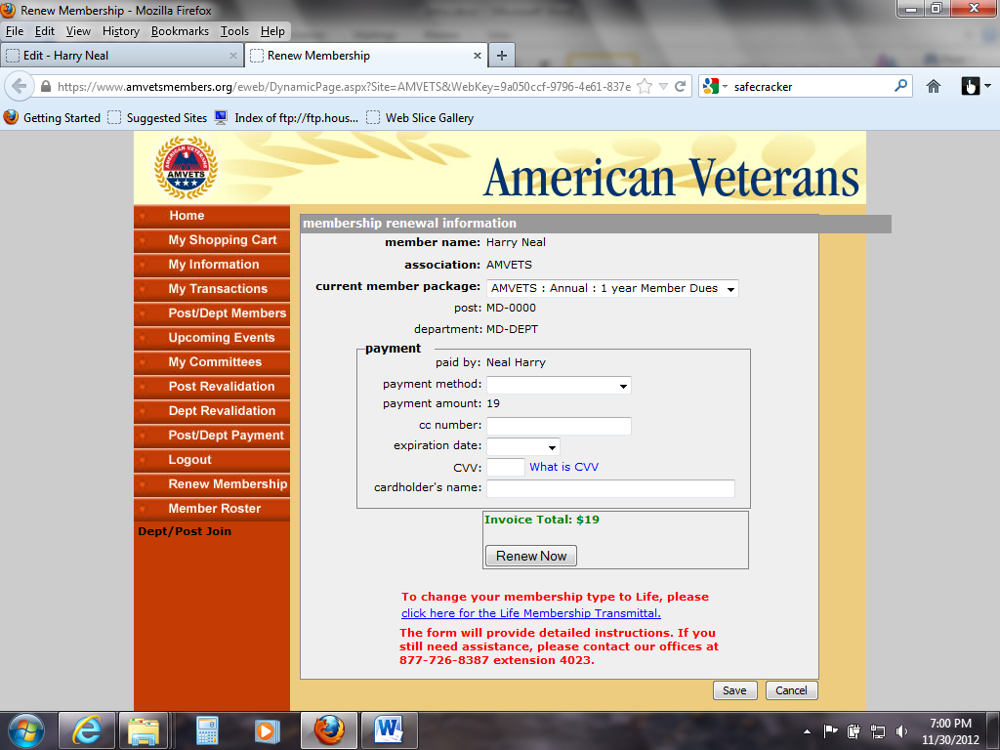 Renew Membership - Mozilla Firefox
File Edit View History Bookmarks Tools Help
Edit - Harry Neal
Renew Membership
https://www.amvetsmembers.org/eweb/DynamicPage.aspx?Site=AMVETS&WebKey=9a050ccf-9796-4e61-837e
safecracker
Getting Started Suggested Sites Index of ftp://ftp.hous... Web Slice Gallery
AMERICAN VETERANS
AMVETS
American Veterans
Home
My Shopping Cart
My Information
My Transactions
Post/Dept Members
Upcoming Events
My Committees
Post Revalidation
Dept Revalidation
Post/Dept Payment
Logout
Renew Membership
Member Roster
Dept/Post Join
membership renewal information
member name: Harry Neal
association: AMVETS
current member package: AMVETS : Annual : 1 year Member Dues
post: MD-0000
department: MD-DEPT
payment
paid by: Neal Harry
payment method:
payment amount: 19
cc number:
expiration date:
CVV: What is CVV
cardholder's name:
Invoice Total: $19
Renew Now
To change your membership type to Life, please
click here for the Life Membership Transmittal.
The form will provide detailed instructions. If you
still need assistance, please contact our offices at
877-726-8387 extension 4023.
Save Cancel
7:00 PM
11/30/2012